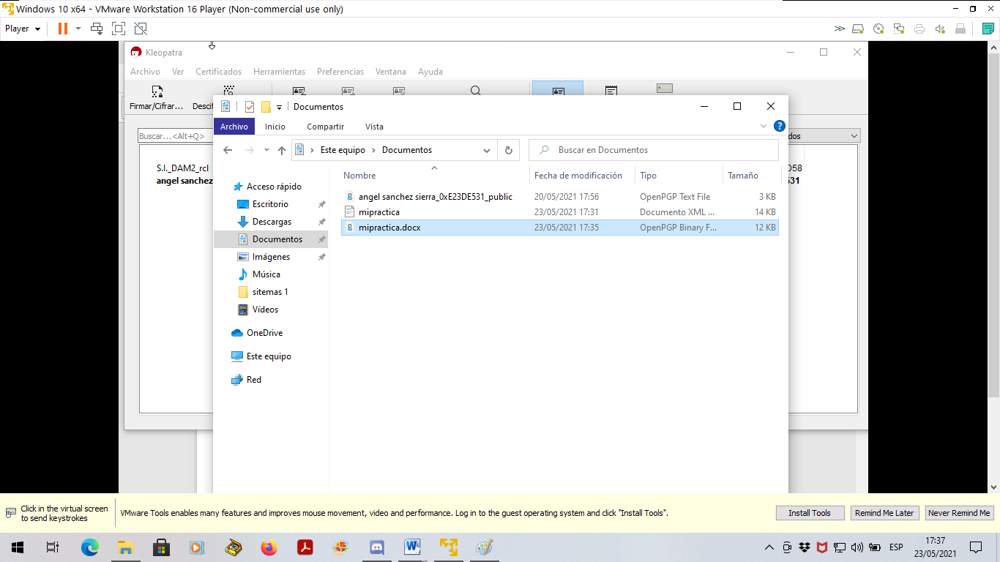 Windows 10 x64 - VMware Workstation 16 Player (Non-commercial use only)
Player
Kleopatra
Archivo Ver Certificados Herramientas Preferencias Ventana Ayuda
Firmar/Cifrar...
Buscar...<Alt+Q>
S.I._DAM2_rcl
angel sanchez
Documentos
Archivo Inicio Compartir Vista
Este equipo Documentos
Buscar en Documentos
Nombre Fecha de modificación Tipo Tamaño
angel sanchez sierra_0xE23DE531_public 20/05/2021 17:56 OpenPGP Text File 3 KB
mipractica 23/05/2021 17:31 Documento XML ... 14 KB
mipractica.docx 23/05/2021 17:35 OpenPGP Binary F... 12 KB
Acceso rápido
Escritorio
Descargas
Documentos
Imágenes
Música
sitemas 1
Vídeos
OneDrive
Este equipo
Red
Click in the virtual screen
to send keystrokes
VMware Tools enables many features and improves mouse movement, video and performance. Log in to the guest operating system and click "Install Tools".
Install Tools Remind Me Later Never Remind Me
ESP
17:37
23/05/2021